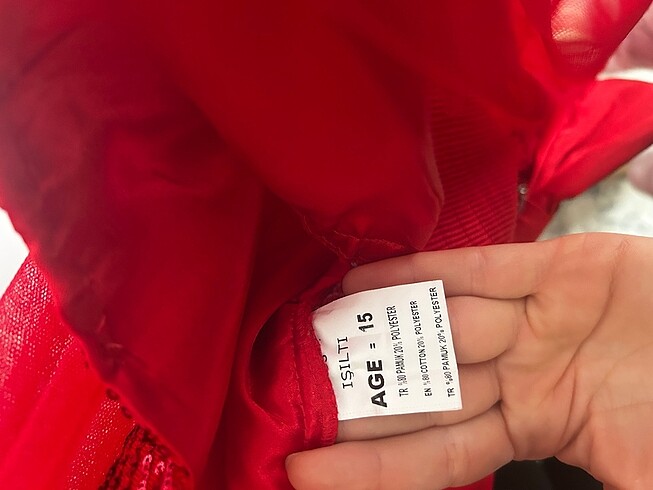 IŞILTI
AGE = 15
TR %80 PAMUK 20% POLYESTER
EN %80 COTTON 20% POLYESTER
TR %80 PAMUK 20% POLYESTER